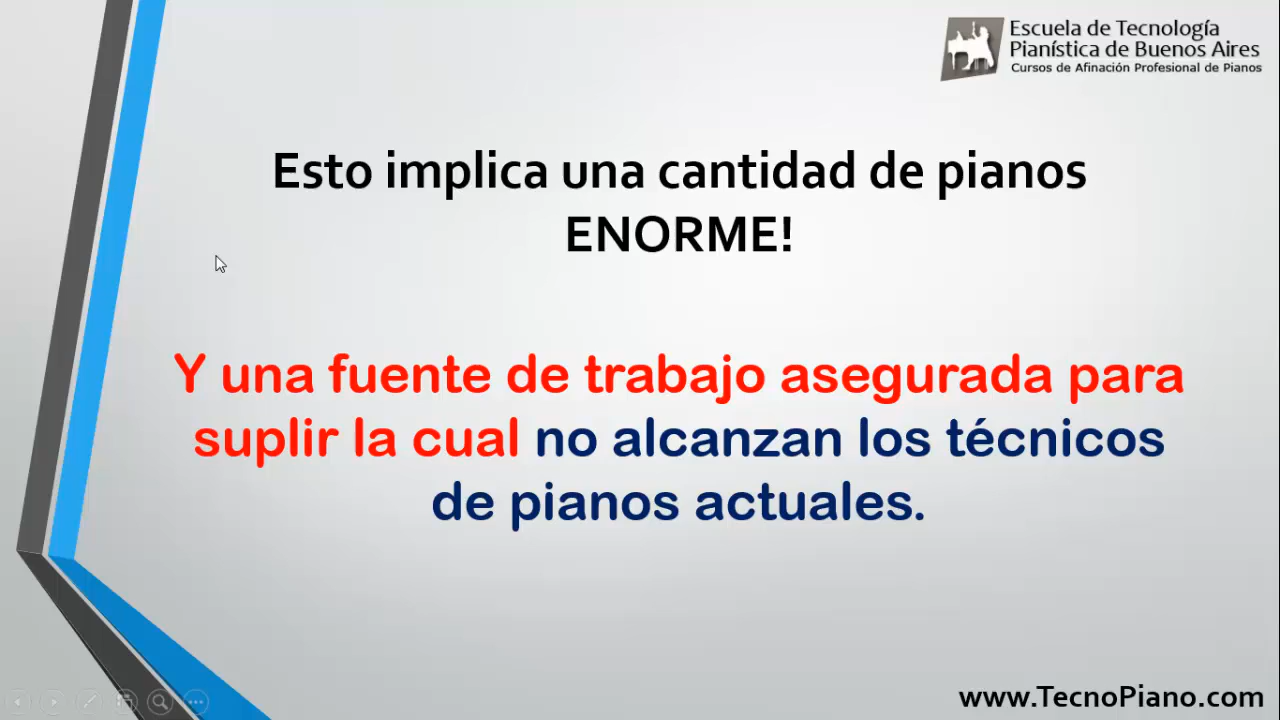 Escuela de Tecnología
Pianística de Buenos Aires
Cursos de Afinación Profesional de Pianos
Esto implica una cantidad de pianos
ENORME!
Y una fuente de trabajo asegurada para
suplir la cual no alcanzan los técnicos
de pianos actuales.
www.TecnoPiano.com